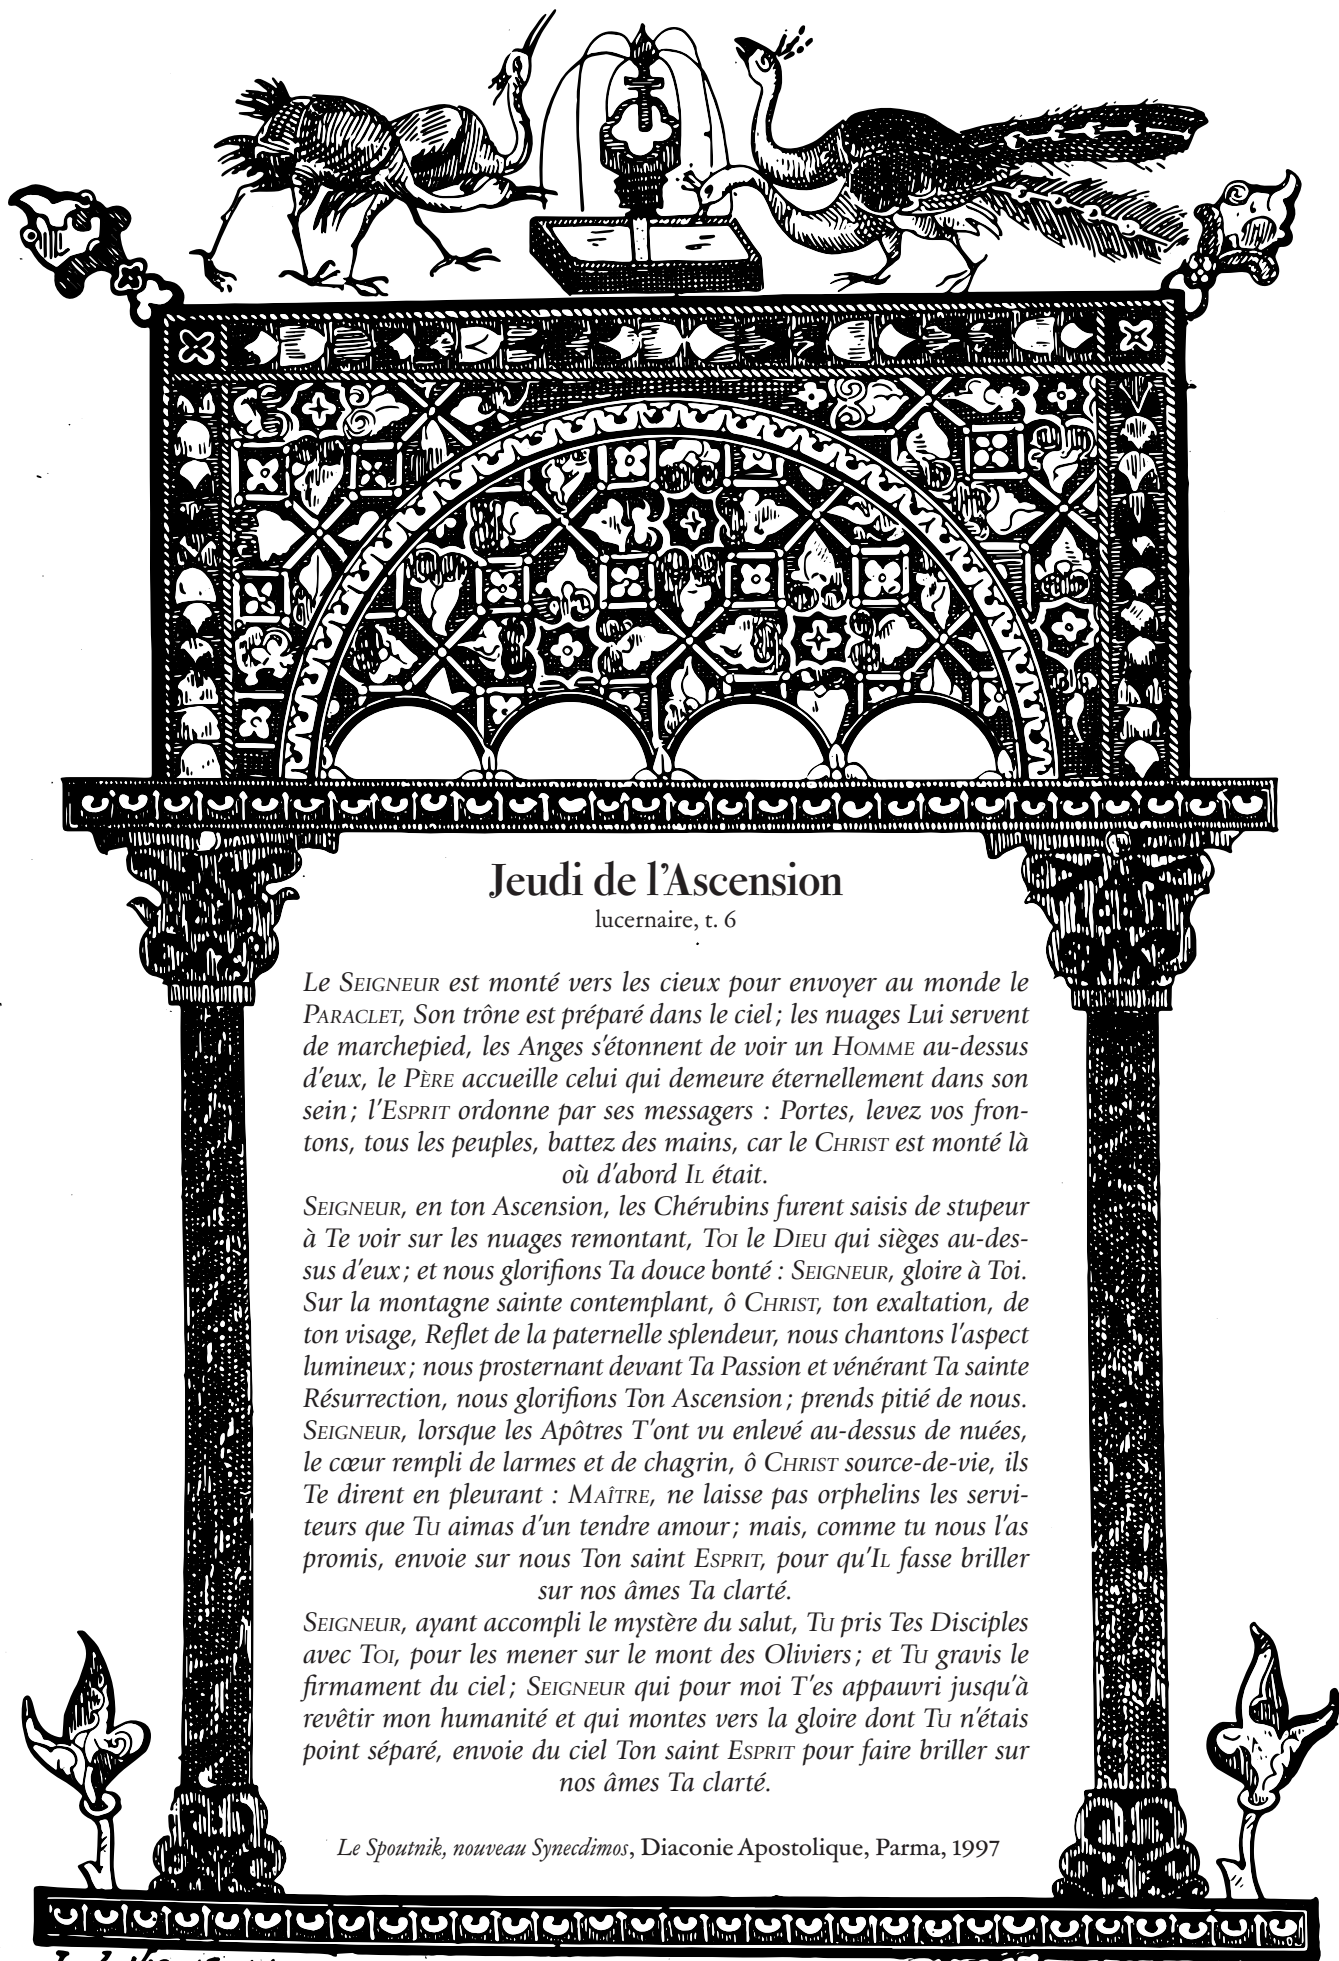 Jeudi de l’Ascension
lucernaire, t. 6
Le Seigneur est monté vers les cieux pour envoyer au monde le
Paraclet, Son trône est préparé dans le ciel ; les nuages Lui servent
de marchepied, les Anges s’étonnent de voir un Homme au-dessus
d’eux, le Père accueille celui qui demeure éternellement dans son
sein ; l’Esprit ordonne par ses messagers : Portes, levez vos fron-
tons, tous les peuples, battez des mains, car le Christ est monté là
où d’abord Il était.
Seigneur, en ton Ascension, les Chérubins furent saisis de stupeur
à Te voir sur les nuages remontant, Toi le Dieu qui sièges au-des-
sus d’eux ; et nous glorifions Ta douce bonté : Seigneur, gloire à Toi.
Sur la montagne sainte contemplant, ô Christ, ton exaltation, de
ton visage, Reflet de la paternelle splendeur, nous chantons l’aspect
lumineux ; nous prosternant devant Ta Passion et vénérant Ta sainte
Résurrection, nous glorifions Ton Ascension ; prends pitié de nous.
Seigneur, lorsque les Apôtres T’ont vu enlevé au-dessus de nuées,
le cœur rempli de larmes et de chagrin, ô Christ source-de-vie, ils
Te dirent en pleurant : Maître, ne laisse pas orphelins les servi-
teurs que Tu aimas d’un tendre amour ; mais, comme tu nous l’as
promis, envoie sur nous Ton saint Esprit, pour qu’Il fasse briller
sur nos âmes Ta clarté.
Seigneur, ayant accompli le mystère du salut, Tu pris Tes Disciples
avec Toi, pour les mener sur le mont des Oliviers ; et Tu gravis le
firmament du ciel ; Seigneur qui pour moi T’es appauvri jusqu’à
revêtir mon humanité et qui montes vers la gloire dont Tu n’étais
point séparé, envoie du ciel Ton saint Esprit pour faire briller sur
nos âmes Ta clarté.
Le Spoutnik, nouveau Synecdimos, Diaconie Apostolique, Parma, 1997